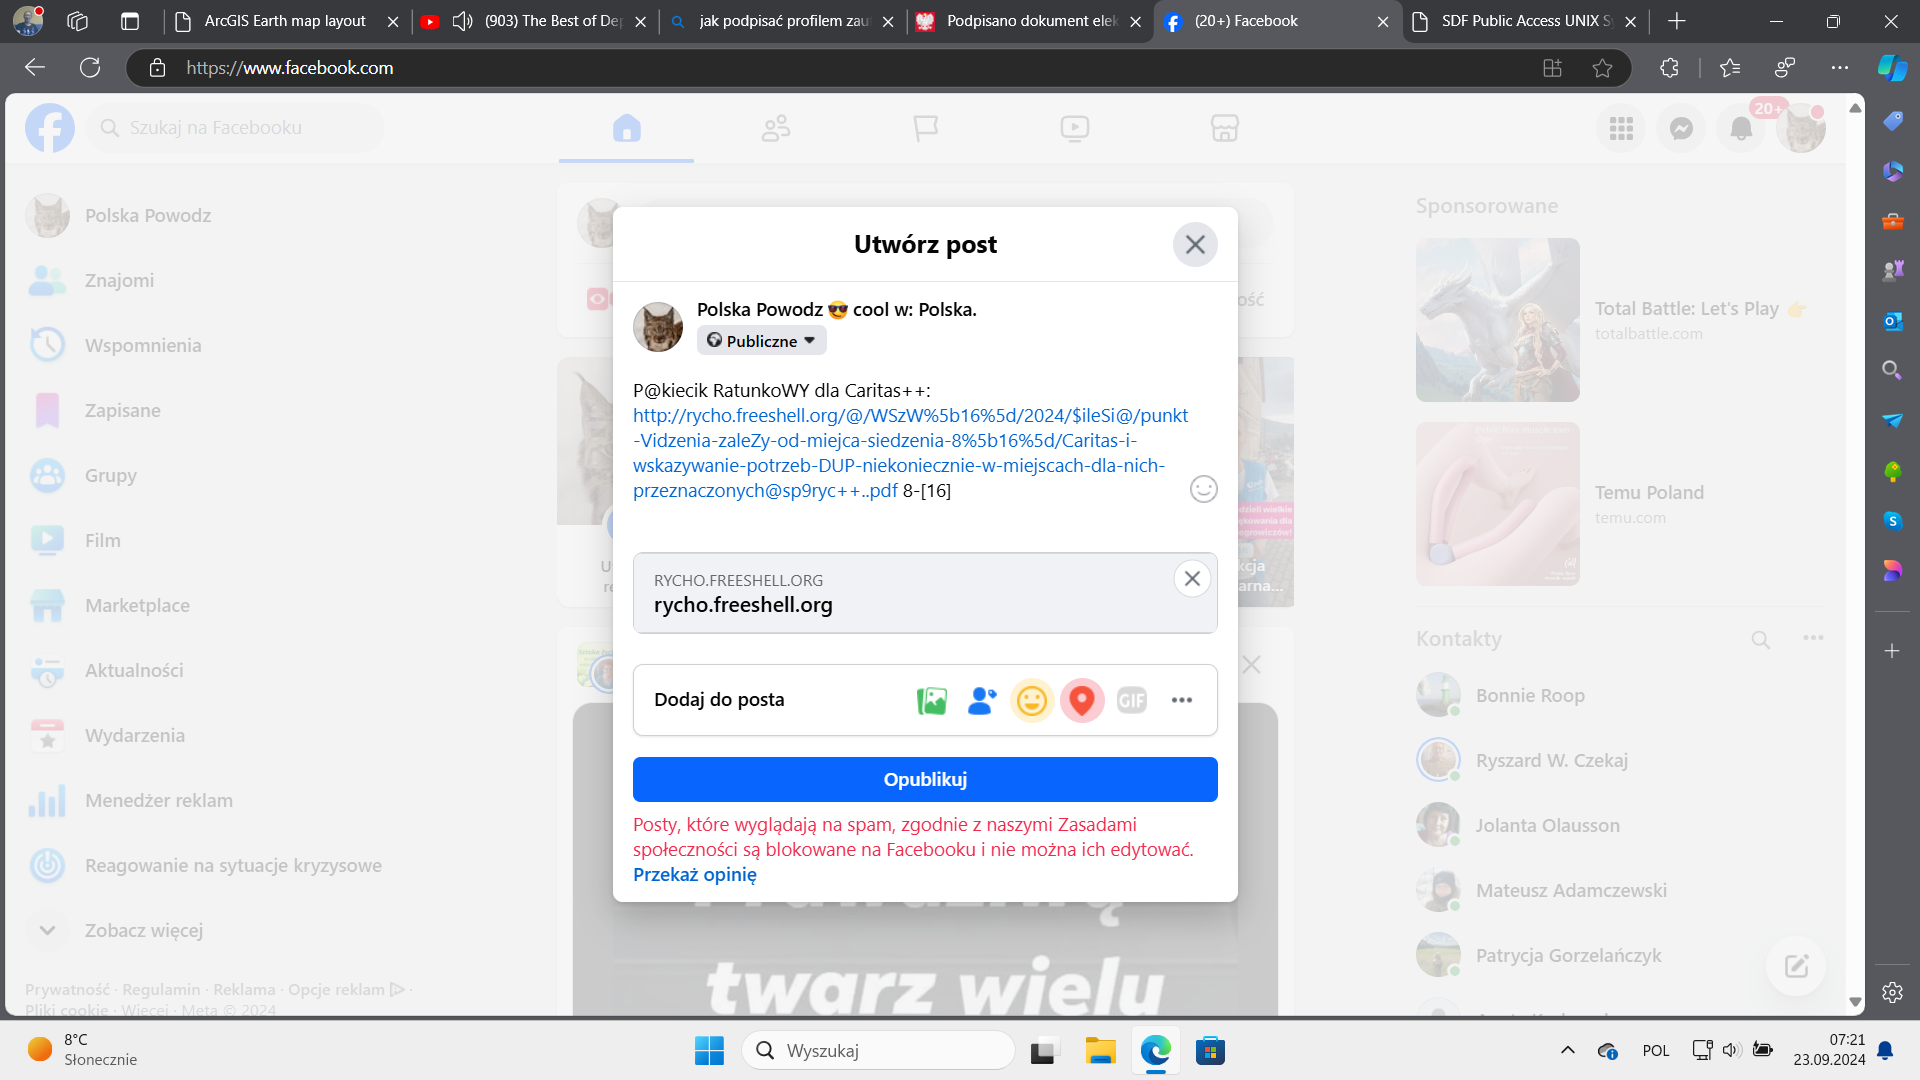 ArcGIS Earth map layout
(903) The Best of Dep
jak podpisać profilem zau
Podpisano dokument elek
(20+) Facebook
SDF Public Access UNIX Sy
https://www.facebook.com
Szukaj na Facebooku
20+
Polska Powodz
Znajomi
Wspomnienia
Zapisane
Grupy
Film
Marketplace
Aktualności
Wydarzenia
Menedżer reklam
Reagowanie na sytuacje kryzysowe
Zobacz więcej
Prywatność · Regulamin · Reklama · Opcje reklam ·
Pliki cookie · Więcej · Meta © 2024
Utwórz post
Polska Powodz 😎 cool w: Polska.
Publiczne
P@kiecik RatunkoWY dla Caritas++:
http://rycho.freeshell.org/@/WSzW%5b16%5d/2024/$ileSi@/punkt
-Vidzenia-zaleZy-od-miejca-siedzenia-8%5b16%5d/Caritas-i-
wskazywanie-potrzeb-DUP-niekoniecznie-w-miejscach-dla-nich-
przeznaczonych@sp9ryc++..pdf 8-[16]
RYCHO.FREESHELL.ORG
rycho.freeshell.org
Dodaj do posta
GIF
Opublikuj
Posty, które wyglądają na spam, zgodnie z naszymi Zasadami
społeczności są blokowane na Facebooku i nie można ich edytować.
Przekaż opinię
twarz wielu
Sponsorowane
Total Battle: Let's Play 👉
totalbattle.com
Temu Poland
temu.com
Kontakty
Bonnie Roop
Ryszard W. Czekaj
Jolanta Olausson
Mateusz Adamczewski
Patrycja Gorzelańczyk
8°C
Słonecznie
Wyszukaj
POL
07:21
23.09.2024